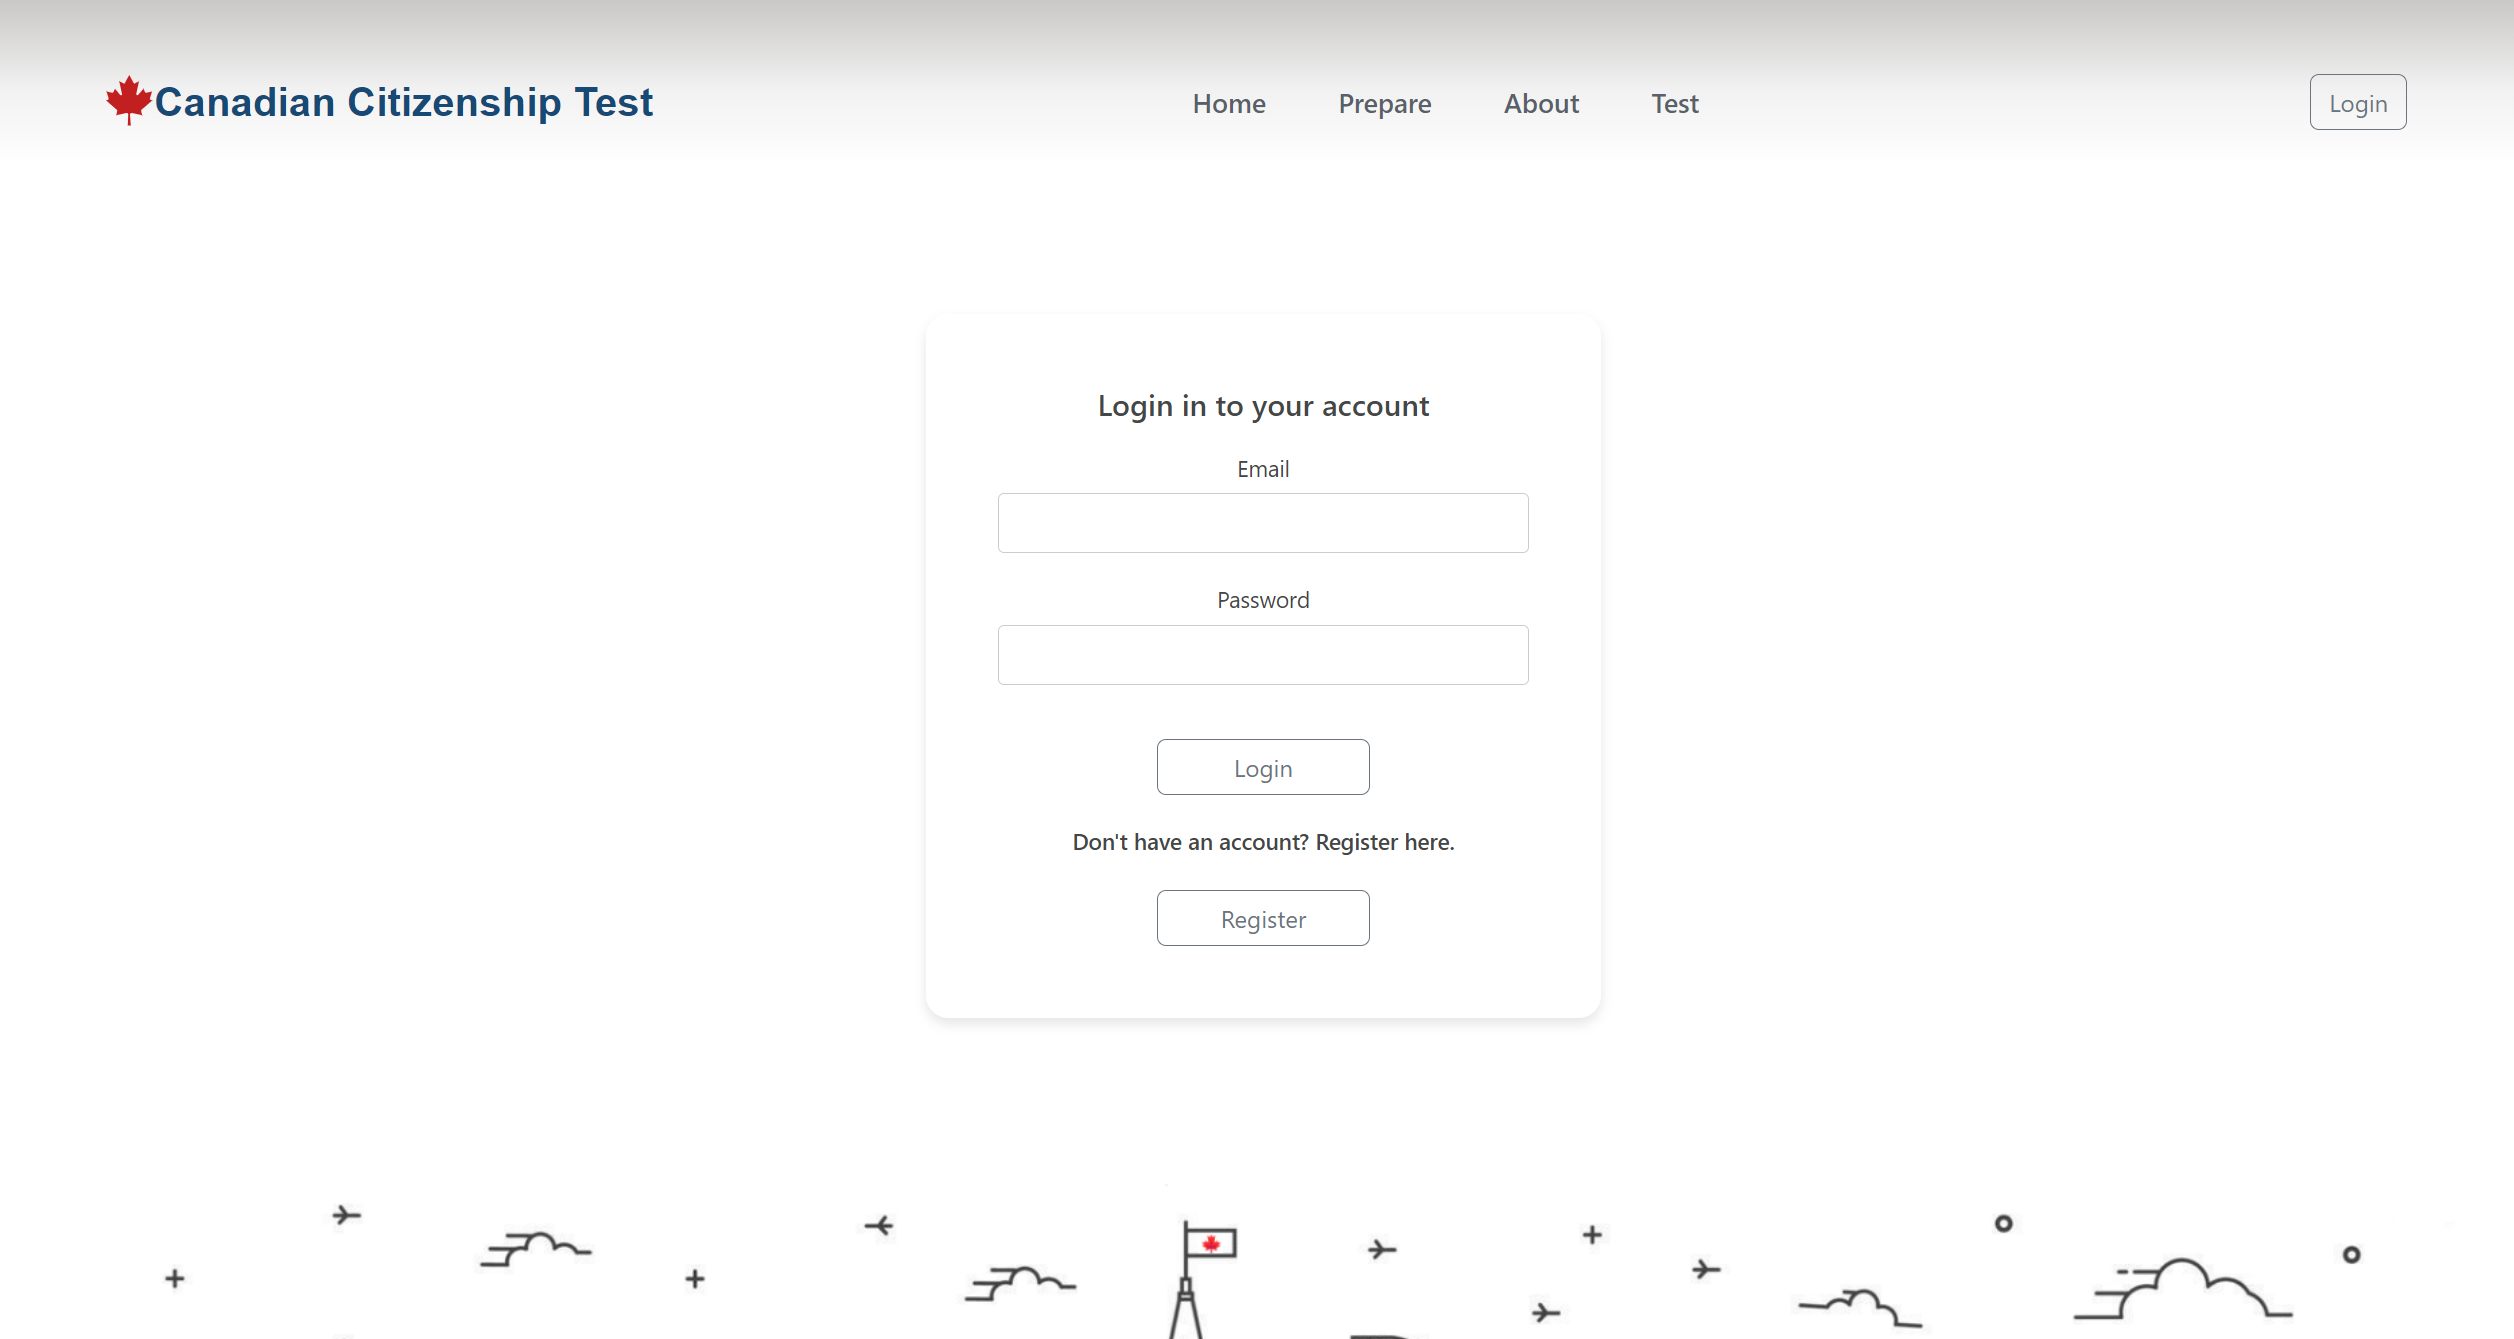 Canadian Citizenship Test
Home Prepare About Test
Login
Login in to your account
Email
Password
Login
Don't have an account? Register here.
Register